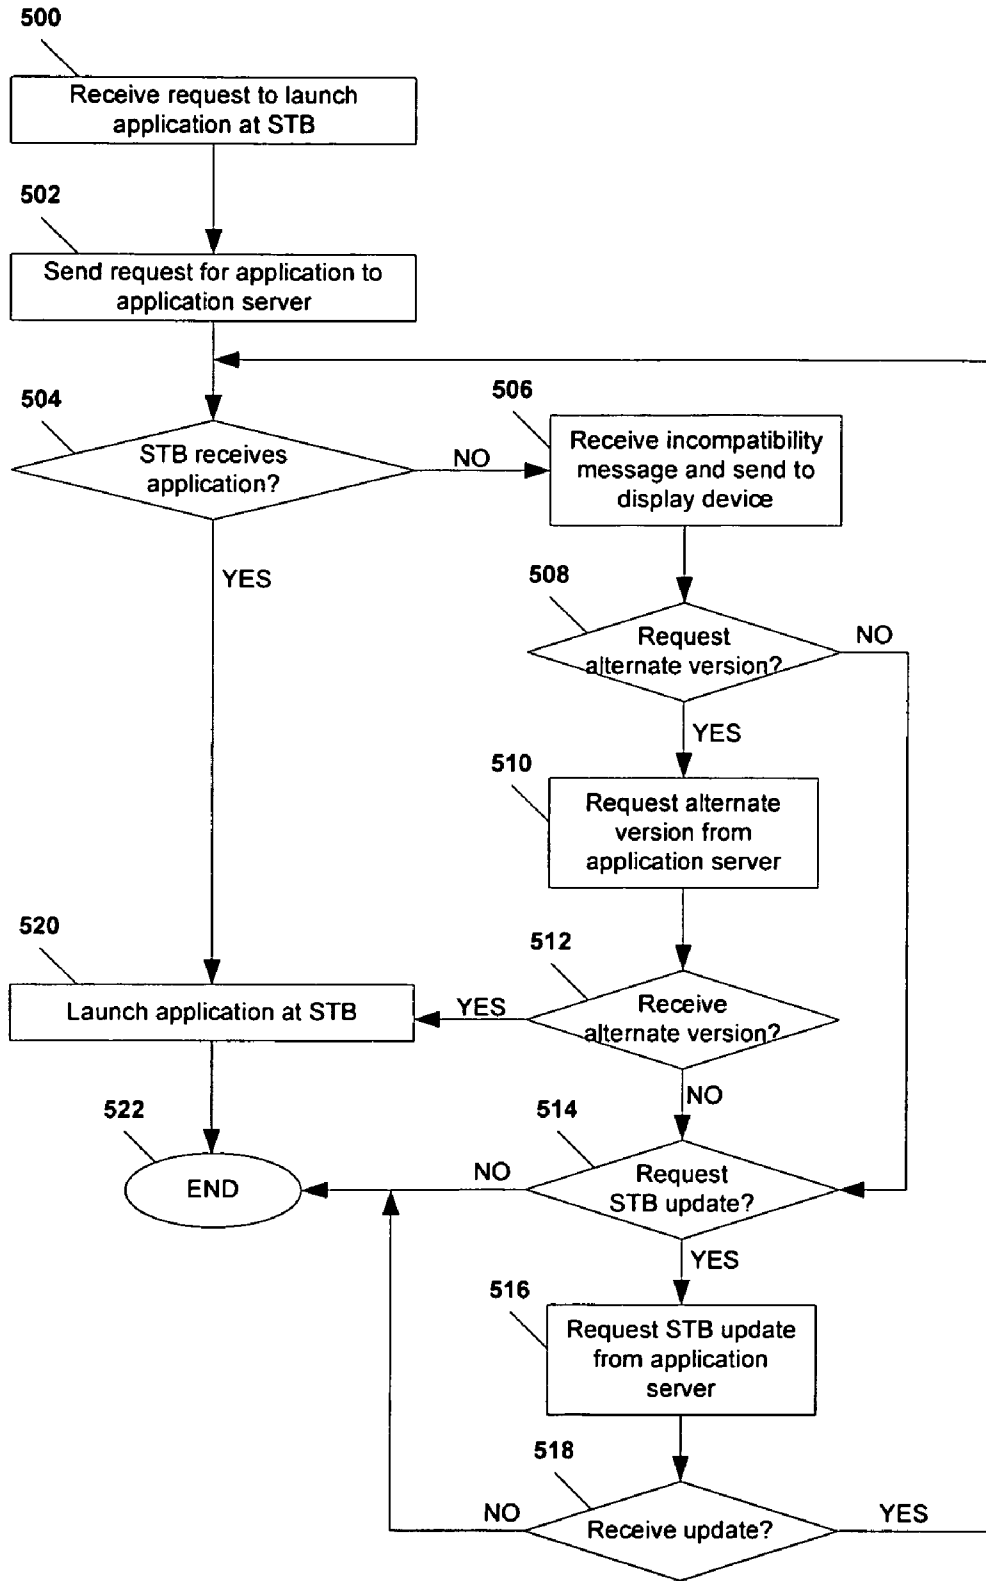 500
Receive request to launch
application at STB
502
Send request for application to
application server
504
STB receives
application?
NO
YES
506
Receive incompatibility
message and send to
display device
508
Request
alternate version?
NO
YES
510
Request alternate
version from
application server
512
Receive
alternate version?
YES
NO
520
Launch application at STB
522
END
514
Request
STB update?
NO
YES
516
Request STB update
from application
server
518
Receive update?
NO
YES